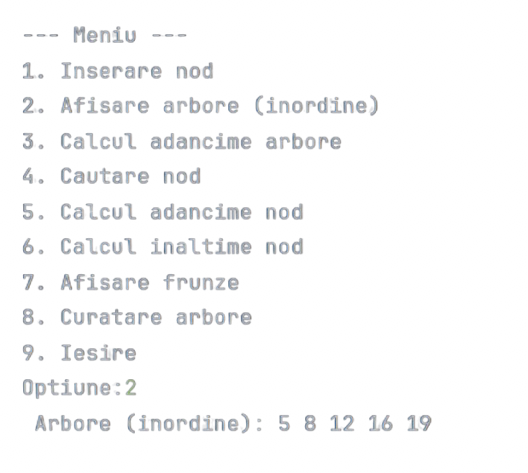 --- Meniu ---
1. Inserare nod
2. Afisare arbore (inordine)
3. Calcul adancime arbore
4. Cautare nod
5. Calcul adancime nod
6. Calcul inaltime nod
7. Afisare frunze
8. Curatare arbore
9. Iesire
Optiune:2
Arbore (inordine): 5 8 12 16 19